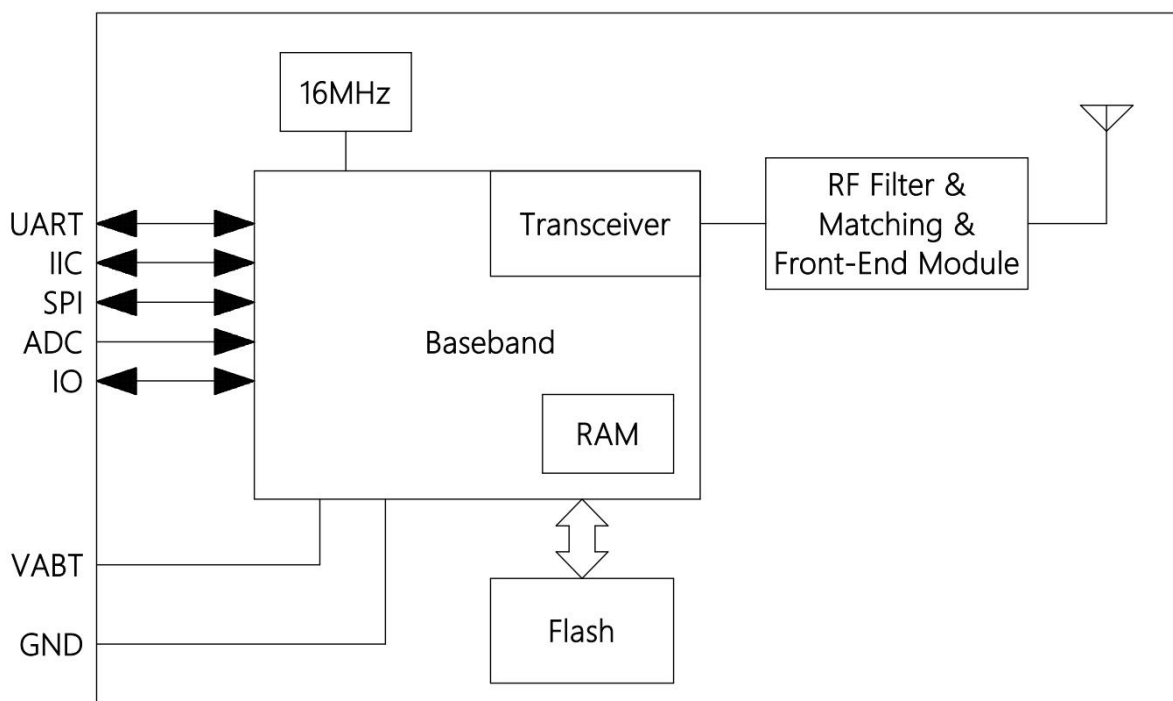 16MHz
RF Filter &
Matching &
Front-End Module
Transceiver
UART
IIC
SPI
ADC
IO
Baseband
RAM
VABT
GND
Flash